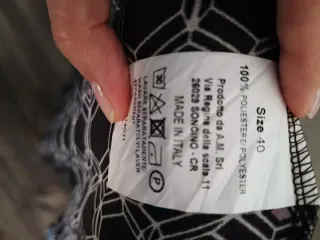 Size 40
100% POLIESTERE/POLYESTER
Prodotto da A.M. Srl
Via Regina della scala 11
26029 SONCINO - CR
MADE IN ITALY
P
LAVARE SEPARATAMENTE